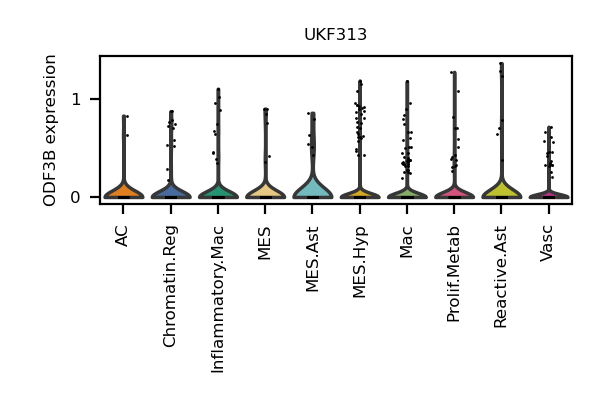 UKF313
ODF3B expression
1
0
AC
Chromatin.Reg
Inflammatory.Mac
MES
MES.Ast
MES.Hyp
Mac
Prolif.Metab
Reactive.Ast
Vasc